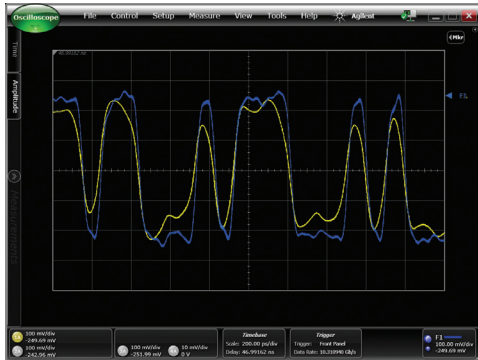 Oscilloscope File Control Setup Measure View Tools Help Agilent
Mkr
Time
Amplitude
F1
100 mV/div
-249.69 mV
100 mV/div
-242.96 mV
100 mV/div
-251.99 mV
10 mV/div
0 V
Timebase
Scale: 200.00 ps/div
Delay: 46.99162 ns
Trigger
Trigger: Front Panel
Data Rate: 10.310940 Gb/s
F1
100.00 mV/div
-249.69 mV